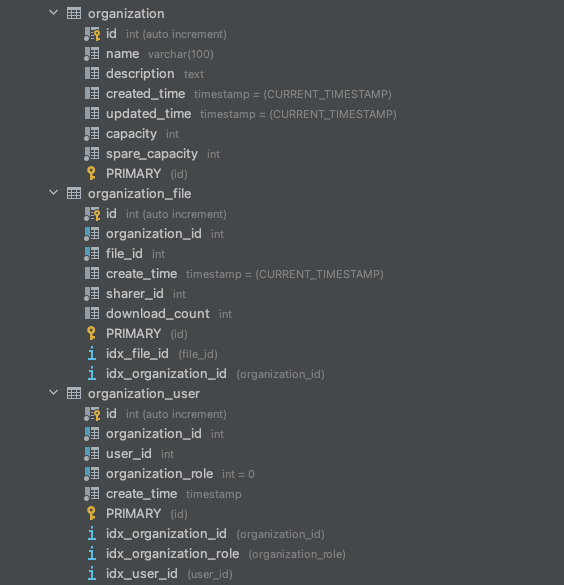 organization
id int (auto increment)
name varchar(100)
description text
created_time timestamp = (CURRENT_TIMESTAMP)
updated_time timestamp = (CURRENT_TIMESTAMP)
capacity int
spare_capacity int
PRIMARY (id)
organization_file
id int (auto increment)
organization_id int
file_id int
create_time timestamp = (CURRENT_TIMESTAMP)
sharer_id int
download_count int
PRIMARY (id)
idx_file_id (file_id)
idx_organization_id (organization_id)
organization_user
id int (auto increment)
organization_id int
user_id int
organization_role int = 0
create_time timestamp
PRIMARY (id)
idx_organization_id (organization_id)
idx_organization_role (organization_role)
idx_user_id (user_id)